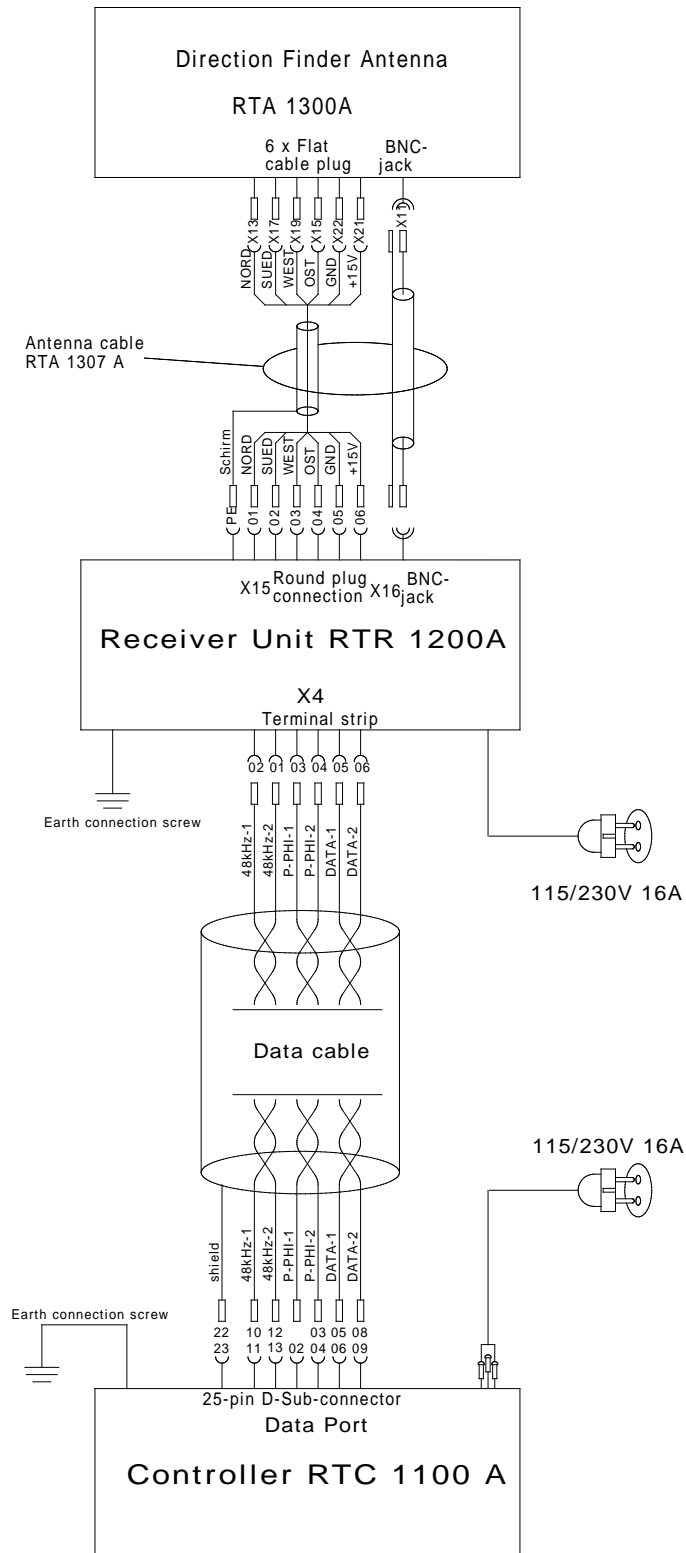 Direction Finder Antenna
RTA 1300A
6 x Flat
cable plug
BNC-
jack
X13
X17
X19
X15
X22
X21
X11
NORD
SUED
WEST
OST
GND
+15V
Antenna cable
RTA 1307 A
Schirm
NORD
SUED
WEST
OST
GND
+15V
PE
01
02
03
04
05
06
X15
Round plug
connection
X16
BNC-
jack
Receiver Unit RTR 1200A
X4
Terminal strip
02 01 03 04 05 06
Earth connection screw
48kHz-1
48kHz-2
P-PHI-1
P-PHI-2
DATA-1
DATA-2
115/230V 16A
Data cable
115/230V 16A
shield
48kHz-1
48kHz-2
P-PHI-1
P-PHI-2
DATA-1
DATA-2
Earth connection screw
22 10 12 03 05 08
23 11 13 02 04 06 09
25-pin D-Sub-connector
Data Port
Controller RTC 1100 A